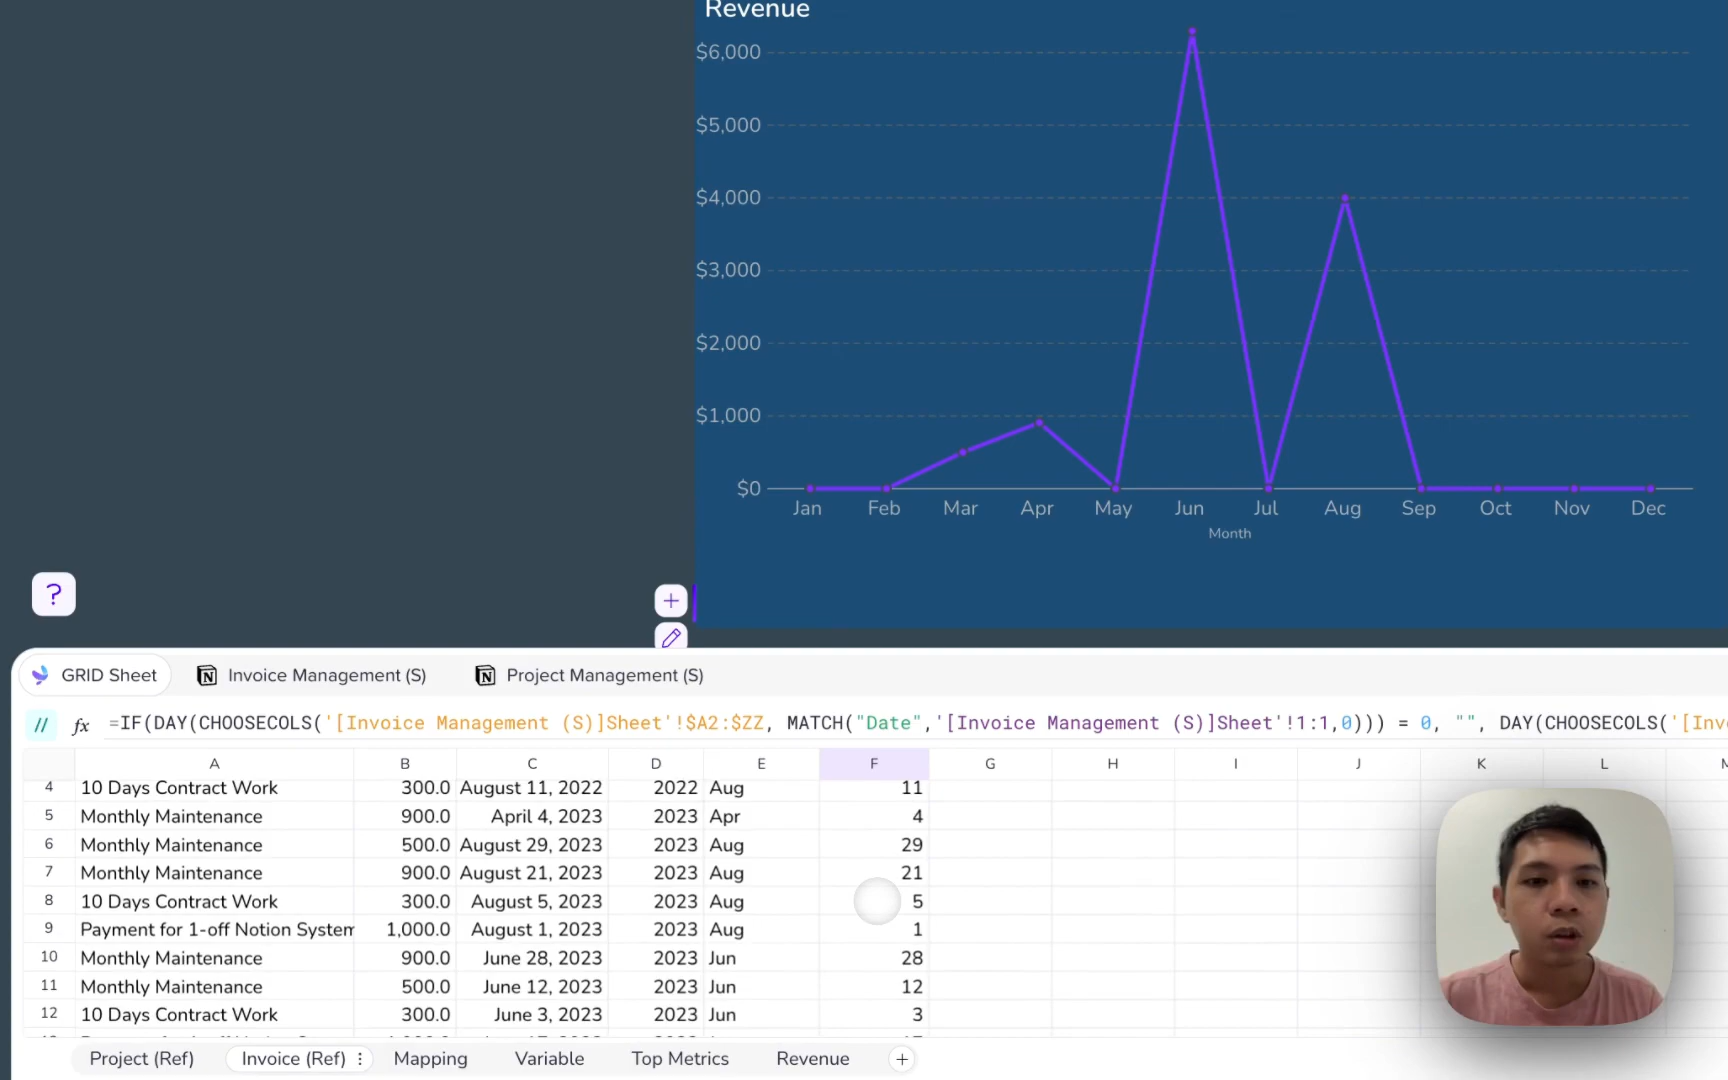 Revenue
$6,000
$5,000
$4,000
$3,000
$2,000
$1,000
$0
Jan Feb Mar Apr May Jun Jul Aug Sep Oct Nov Dec
Month
?
GRID Sheet Invoice Management (S) Project Management (S)
// fx =IF(DAY(CHOOSECOLS('[Invoice Management (S)]Sheet'!$A2:$ZZ, MATCH("Date",'[Invoice Management (S)]Sheet'!1:1,0))) = 0, "", DAY(CHOOSECOLS('[Inv
A B C D E F G H I J K L
4 10 Days Contract Work 300.0 August 11, 2022 2022 Aug 11
5 Monthly Maintenance 900.0 April 4, 2023 2023 Apr 4
6 Monthly Maintenance 500.0 August 29, 2023 2023 Aug 29
7 Monthly Maintenance 900.0 August 21, 2023 2023 Aug 21
8 10 Days Contract Work 300.0 August 5, 2023 2023 Aug 5
9 Payment for 1-off Notion System 1,000.0 August 1, 2023 2023 Aug 1
10 Monthly Maintenance 900.0 June 28, 2023 2023 Jun 28
11 Monthly Maintenance 500.0 June 12, 2023 2023 Jun 12
12 10 Days Contract Work 300.0 June 3, 2023 2023 Jun 3
Project (Ref) Invoice (Ref) Mapping Variable Top Metrics Revenue